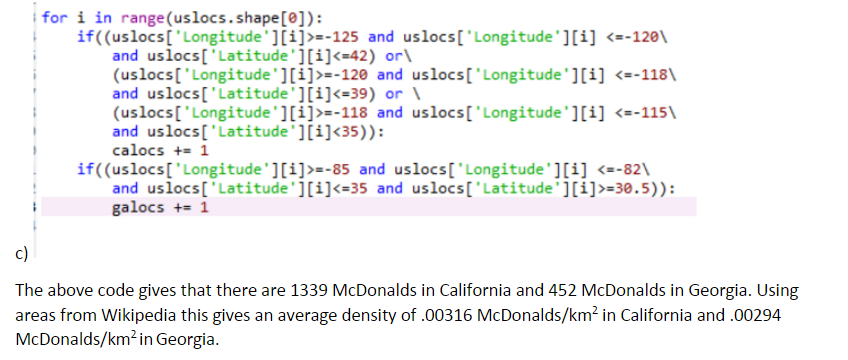 for i in range(uslocs.shape[0]):
if((uslocs['Longitude'][i]>=-125 and uslocs['Longitude'][i] <=-120\
and uslocs['Latitude'][i]<=42) or\
(uslocs['Longitude'][i]>=-120 and uslocs['Longitude'][i] <=-118\
and uslocs['Latitude'][i]<=39) or \
(uslocs['Longitude'][i]>=-118 and uslocs['Longitude'][i] <=-115\
and uslocs['Latitude'][i]<35)):
calocs += 1
if((uslocs['Longitude'][i]>=-85 and uslocs['Longitude'][i] <=-82\
and uslocs['Latitude'][i]<=35 and uslocs['Latitude'][i]>=30.5)):
galocs += 1
c)
The above code gives that there are 1339 McDonalds in California and 452 McDonalds in Georgia. Using
areas from Wikipedia this gives an average density of .00316 McDonalds/km² in California and .00294
McDonalds/km² in Georgia.